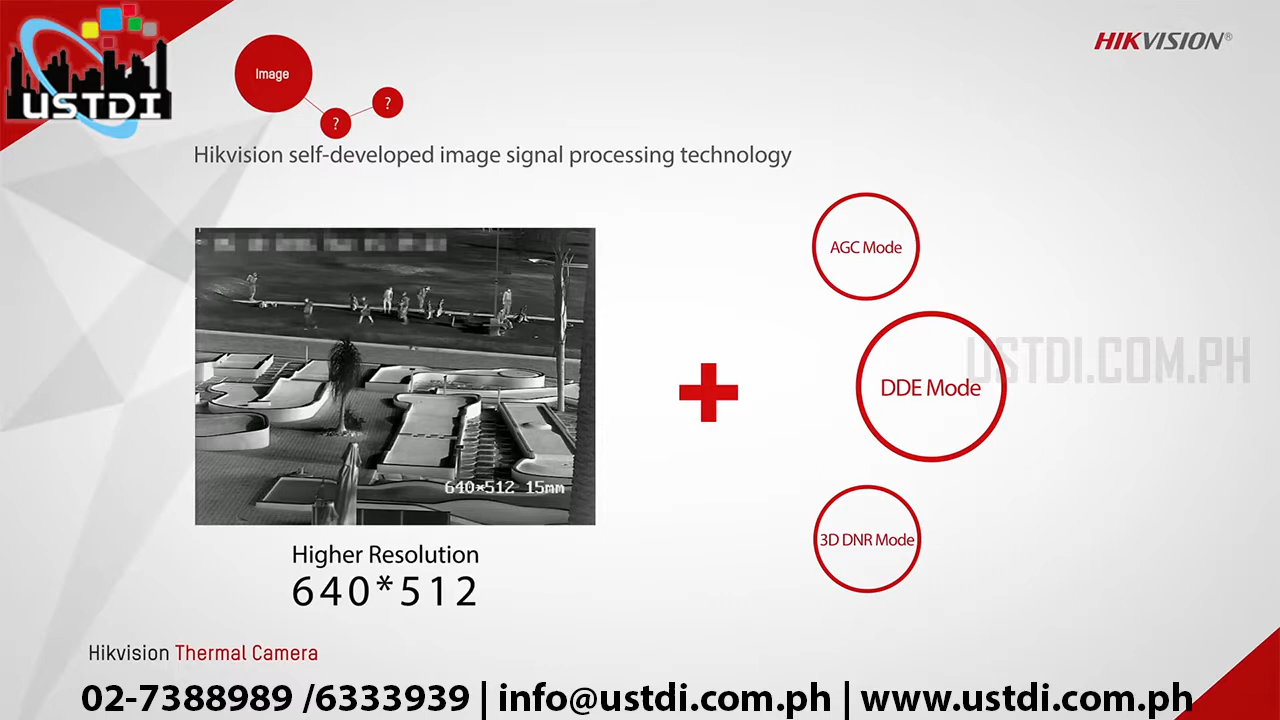 USTDI
Image
?
?
HIKVISION®
Hikvision self-developed image signal processing technology
AGC Mode
DDE Mode
USTDI.COM.PH
3D DNR Mode
640×512 15mm
Higher Resolution
640*512
Hikvision Thermal Camera
02-7388989 /6333939 | info@ustdi.com.ph | www.ustdi.com.ph